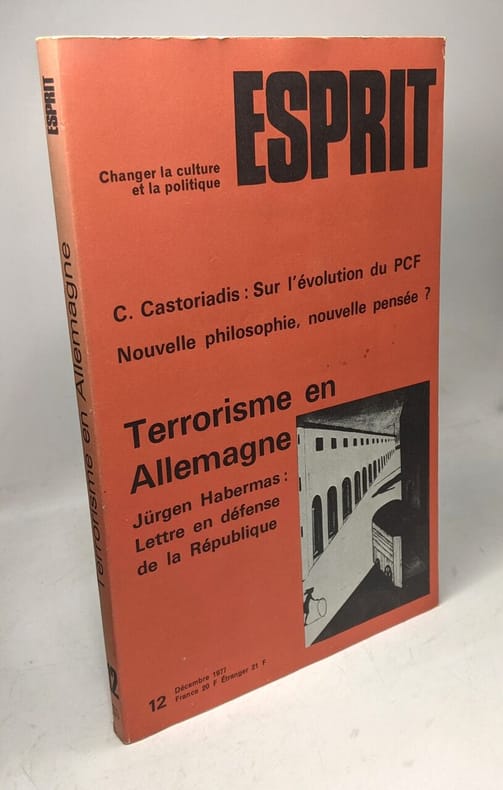 ESPRIT
Changer la culture
et la politique
C. Castoriadis : Sur l'évolution du PCF
Nouvelle philosophie, nouvelle pensée ?
Terrorisme en
Allemagne
Jürgen Habermas :
Lettre en défense
de la République
12
Décembre 1977
France 20 F Étranger 21 F
ESPRIT
Terrorisme en Allemagne
12